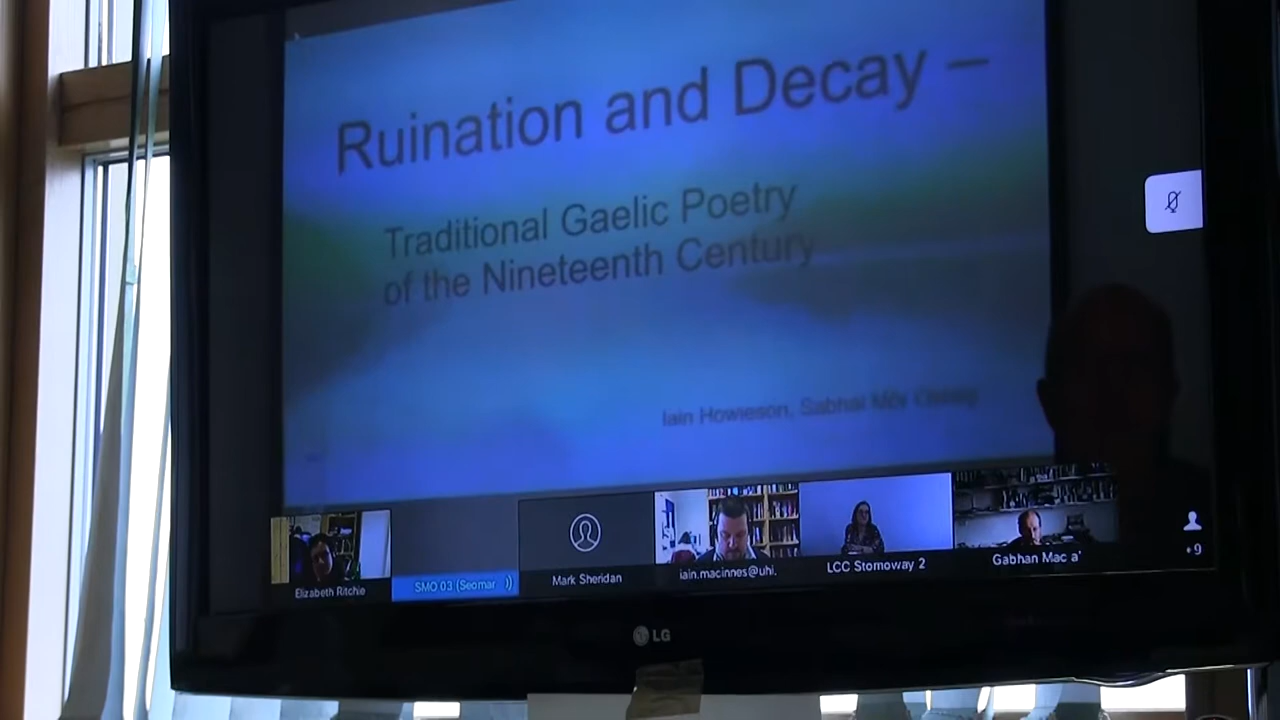 Ruination and Decay –
Traditional Gaelic Poetry
of the Nineteenth Century
Iain Howieson, Sabhal Mòr Ostaig
Elizabeth Ritchie
SMO 03 (Seomar
Mark Sheridan
iain.macinnes@uhi.
LCC Stornoway 2
Gabhan Mac a'
+9
LG